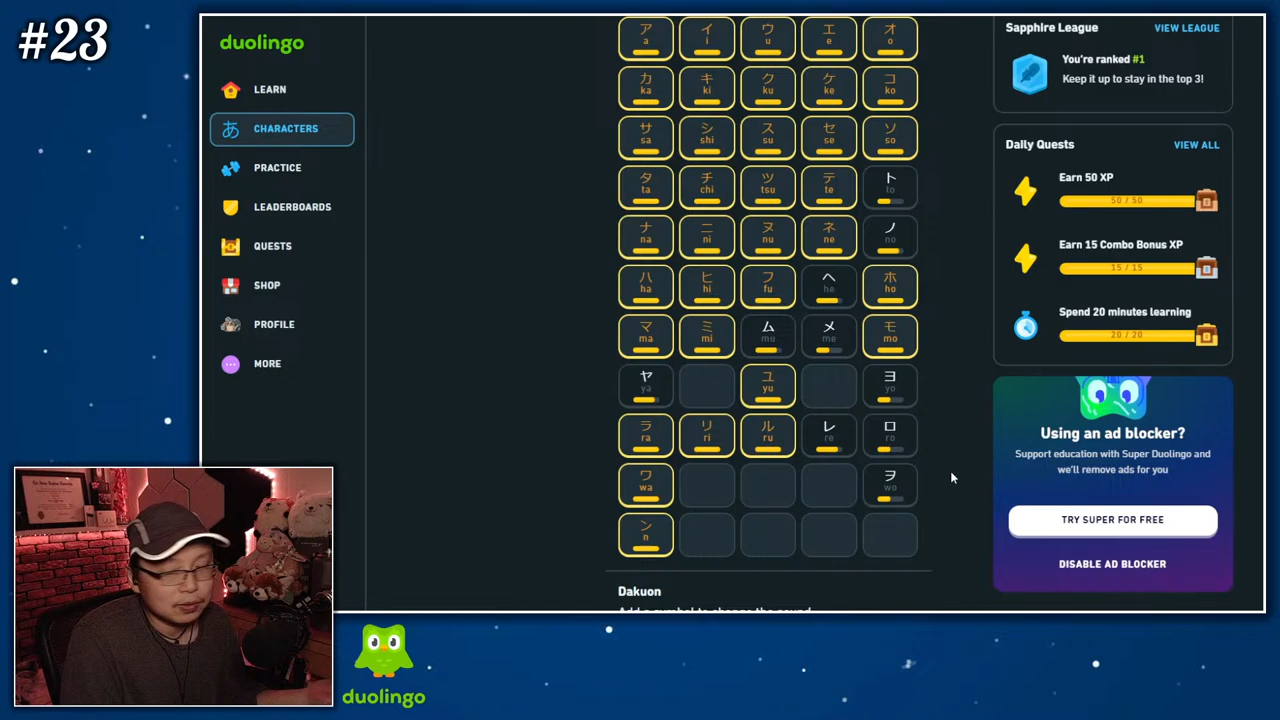 #23
duolingo
LEARN
CHARACTERS
PRACTICE
LEADERBOARDS
QUESTS
SHOP
PROFILE
MORE
あ
ア イ ウ エ オ
a i u e o
カ キ ク ケ コ
ka ki ku ke ko
サ シ ス セ ソ
sa shi su se so
タ チ ツ テ ト
ta chi tsu te to
ナ ニ ヌ ネ ノ
na ni nu ne no
ハ ヒ フ ヘ ホ
ha hi fu he ho
マ ミ ム メ モ
ma mi mu me mo
ヤ ユ ヨ
ya yu yo
ラ リ ル レ ロ
ra ri ru re ro
ワ ヲ
wa wo
ン
n
Dakuon
Add a symbol to change the sound
Sapphire League
VIEW LEAGUE
You're ranked #1
Keep it up to stay in the top 3!
Daily Quests
VIEW ALL
Earn 50 XP
50 / 50
Earn 15 Combo Bonus XP
15 / 15
Spend 20 minutes learning
20 / 20
Using an ad blocker?
Support education with Super Duolingo and
we'll remove ads for you
TRY SUPER FOR FREE
DISABLE AD BLOCKER
duolingo